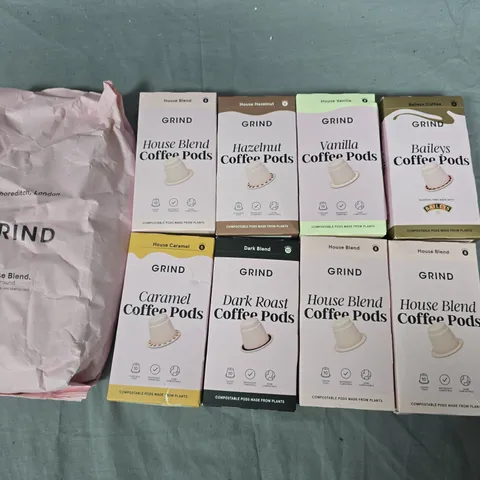 Shoreditch, London
GRIND
House Blend.
House Blend
GRIND
House Blend
Coffee Pods
COMPOSTABLE PODS MADE FROM PLANTS
House Hazelnut
GRIND
Hazelnut
Coffee Pods
COMPOSTABLE PODS MADE FROM PLANTS
House Vanilla
GRIND
Vanilla
Coffee Pods
COMPOSTABLE PODS MADE FROM PLANTS
Baileys Coffee
GRIND
Baileys
Coffee Pods
BAILEYS
House Caramel
GRIND
Caramel
Coffee Pods
COMPOSTABLE PODS MADE FROM PLANTS
Dark Blend
GRIND
Dark Roast
Coffee Pods
COMPOSTABLE PODS MADE FROM PLANTS
House Blend
GRIND
House Blend
Coffee Pods
COMPOSTABLE PODS MADE FROM PLANTS
House Blend
GRIND
House Blend
Coffee Pods
COMPOSTABLE PODS MADE FROM PLANTS